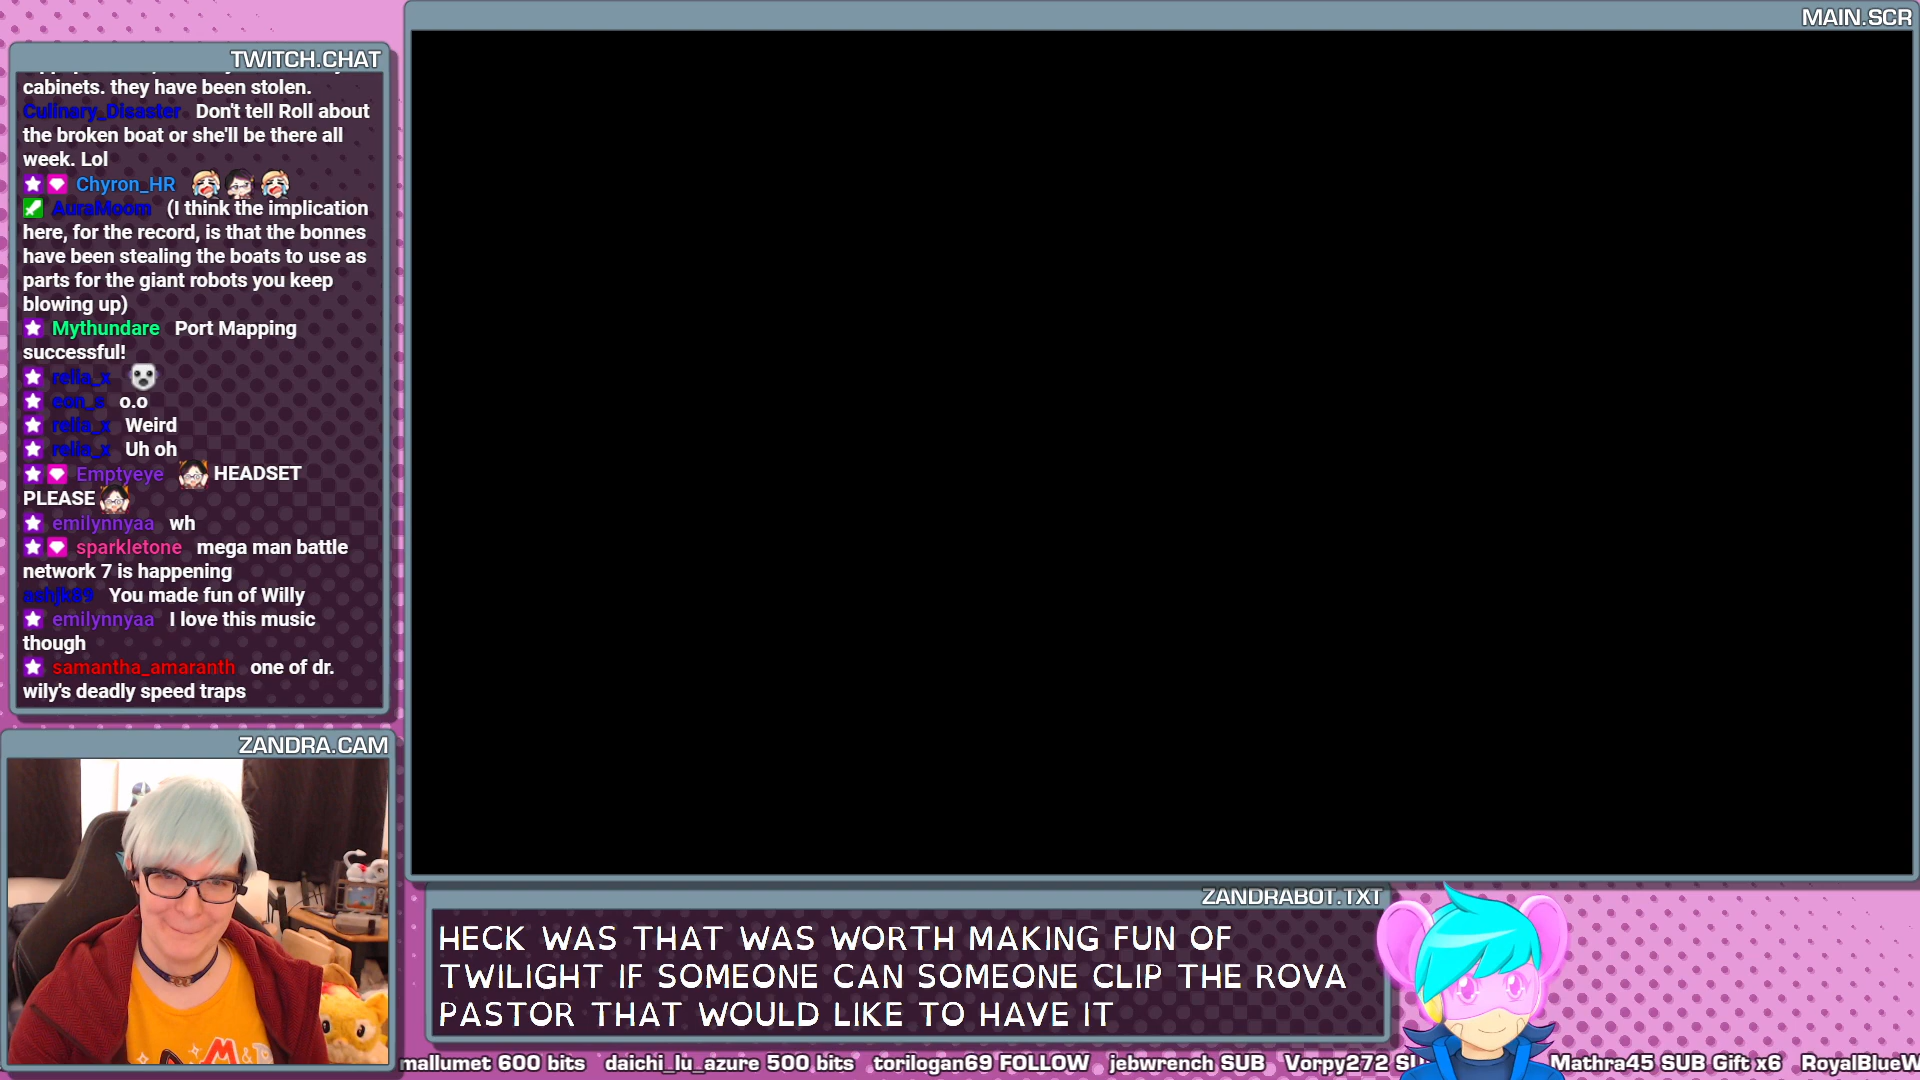 MAIN.SCR
TWITCH.CHAT
cabinets. they have been stolen.
Culinary_Disaster Don't tell Roll about
the broken boat or she'll be there all
week. Lol
Chyron_HR
AuraMoom (I think the implication
here, for the record, is that the bonnes
have been stealing the boats to use as
parts for the giant robots you keep
blowing up)
Mythundare Port Mapping
successful!
relia_x
eon_s o.o
relia_x Weird
relia_x Uh oh
Emptyeye HEADSET
PLEASE
emilynnyaa wh
sparkletone mega man battle
network 7 is happening
ashjk89 You made fun of Willy
emilynnyaa I love this music
though
samantha_amaranth one of dr.
wily's deadly speed traps
ZANDRA.CAM
ZANDRABOT.TXT
HECK WAS THAT WAS WORTH MAKING FUN OF
TWILIGHT IF SOMEONE CAN SOMEONE CLIP THE ROVA
PASTOR THAT WOULD LIKE TO HAVE IT
mallumet 600 bits daichi_lu_azure 500 bits torilogan69 FOLLOW jebwrench SUB Vorpy272 SU Mathra45 SUB Gift x6 RoyalBlueW